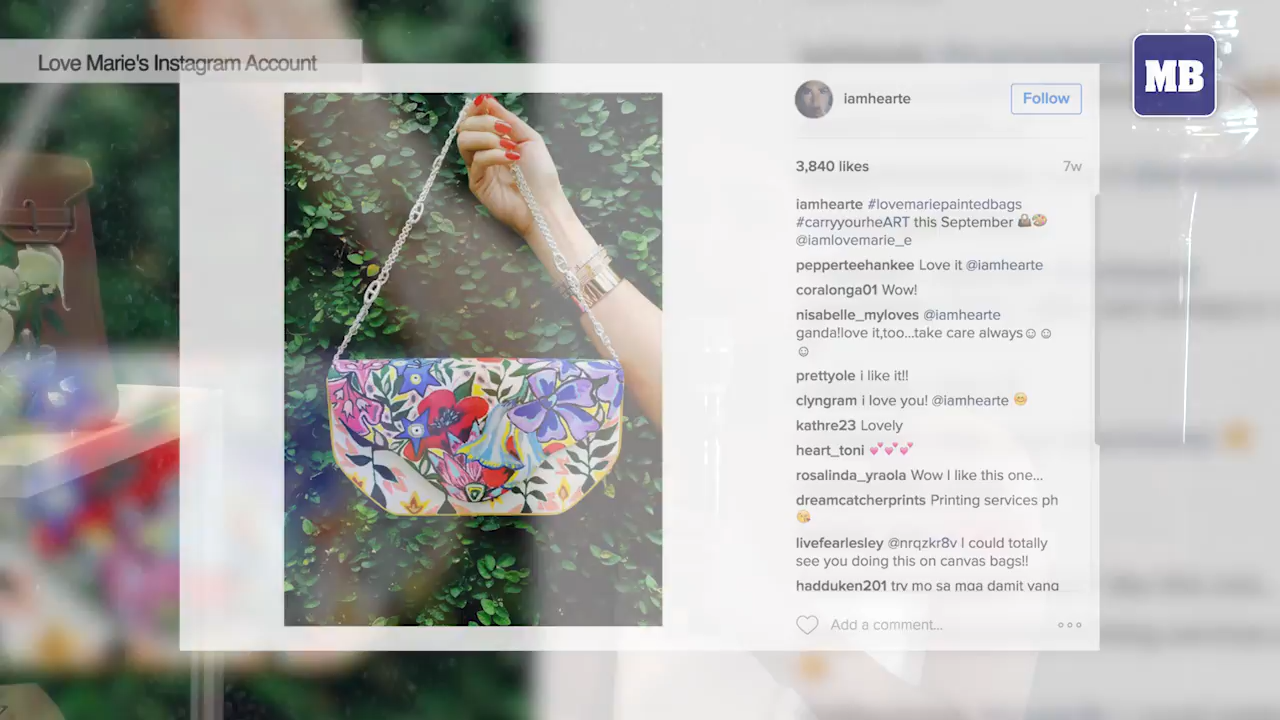 Love Marie's Instagram Account
MB
iamhearte
Follow
3,840 likes
7w
iamhearte #lovemariepaintedbags
#carryyourheART this September 👜🎨
@iamlovemarie_e
pepperteehankee Love it @iamhearte
coralonga01 Wow!
nisabelle_myloves @iamhearte
ganda!love it,too...take care always☺☺
☺
prettyole i like it!!
clyngram i love you! @iamhearte 😁
kathre23 Lovely
heart_toni 💕💕💕
rosalinda_yraola Wow I like this one...
dreamcatcherprints Printing services ph
😘
livefearlesley @nrqzkr8v I could totally
see you doing this on canvas bags!!
hadduken201 try mo sa mga damit yang
Add a comment...